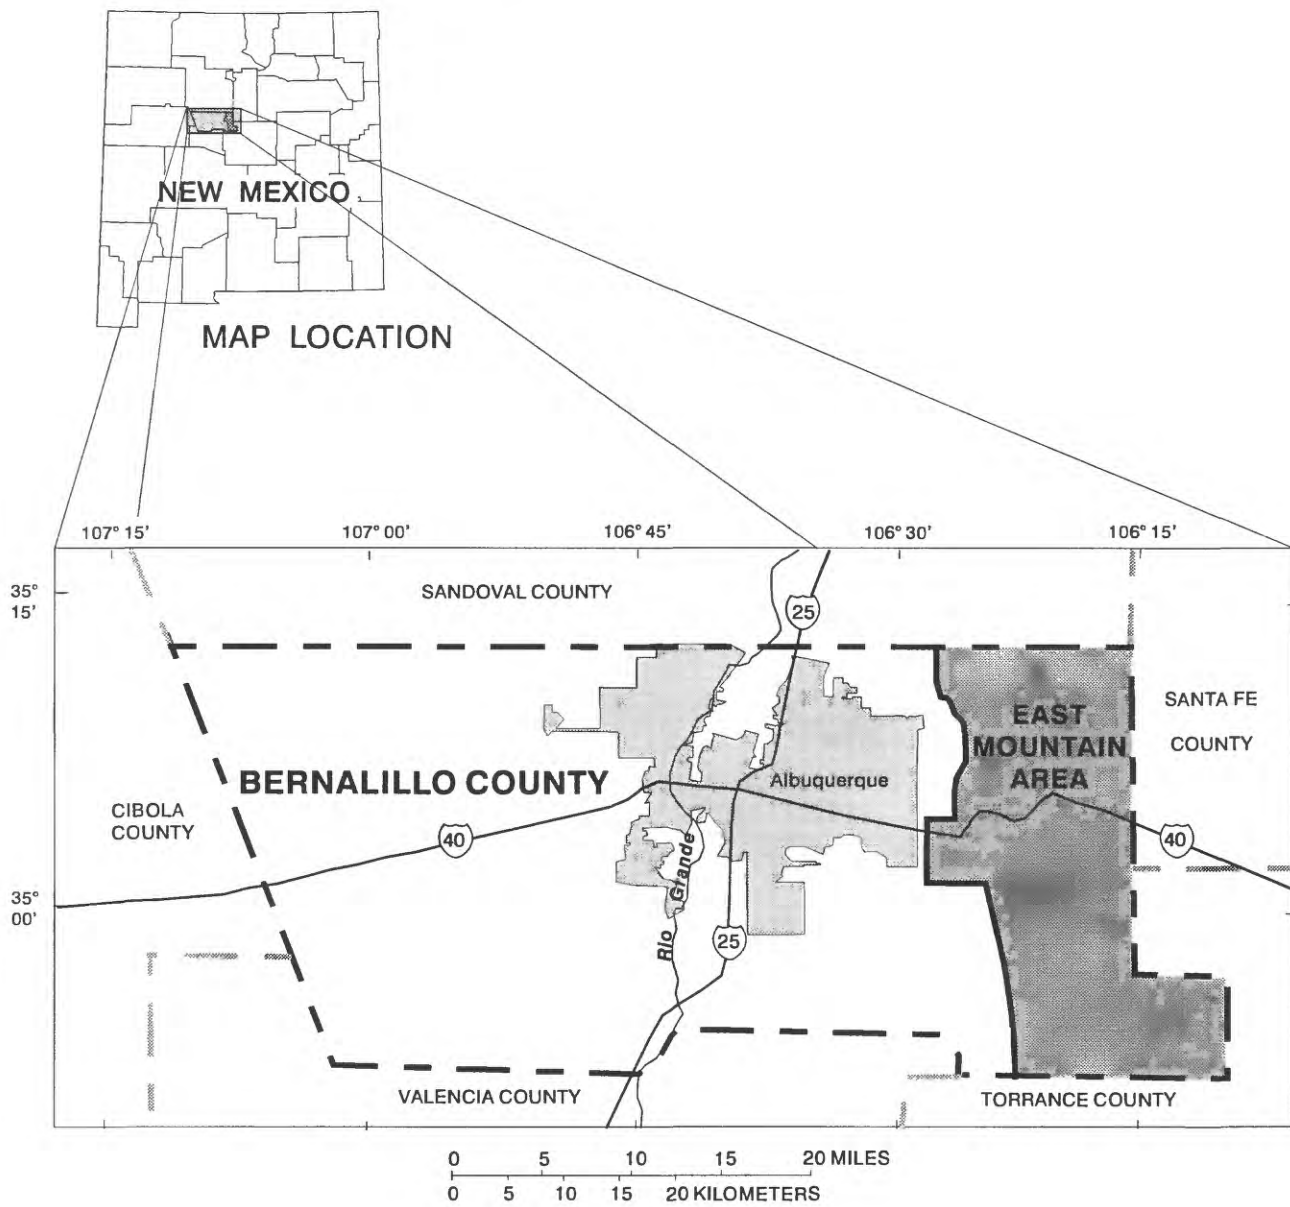 NEW MEXICO
MAP LOCATION
107° 15'
107° 00'
106° 45'
106° 30'
106° 15'
35°
15'
SANDOVAL COUNTY
25
SANTA FE
COUNTY
EAST
MOUNTAIN
AREA
BERNALILLO COUNTY
Albuquerque
CIBOLA
COUNTY
40
40
Rio Grande
35°
00'
25
VALENCIA COUNTY
TORRANCE COUNTY
0 5 10 15 20 MILES
0 5 10 15 20 KILOMETERS